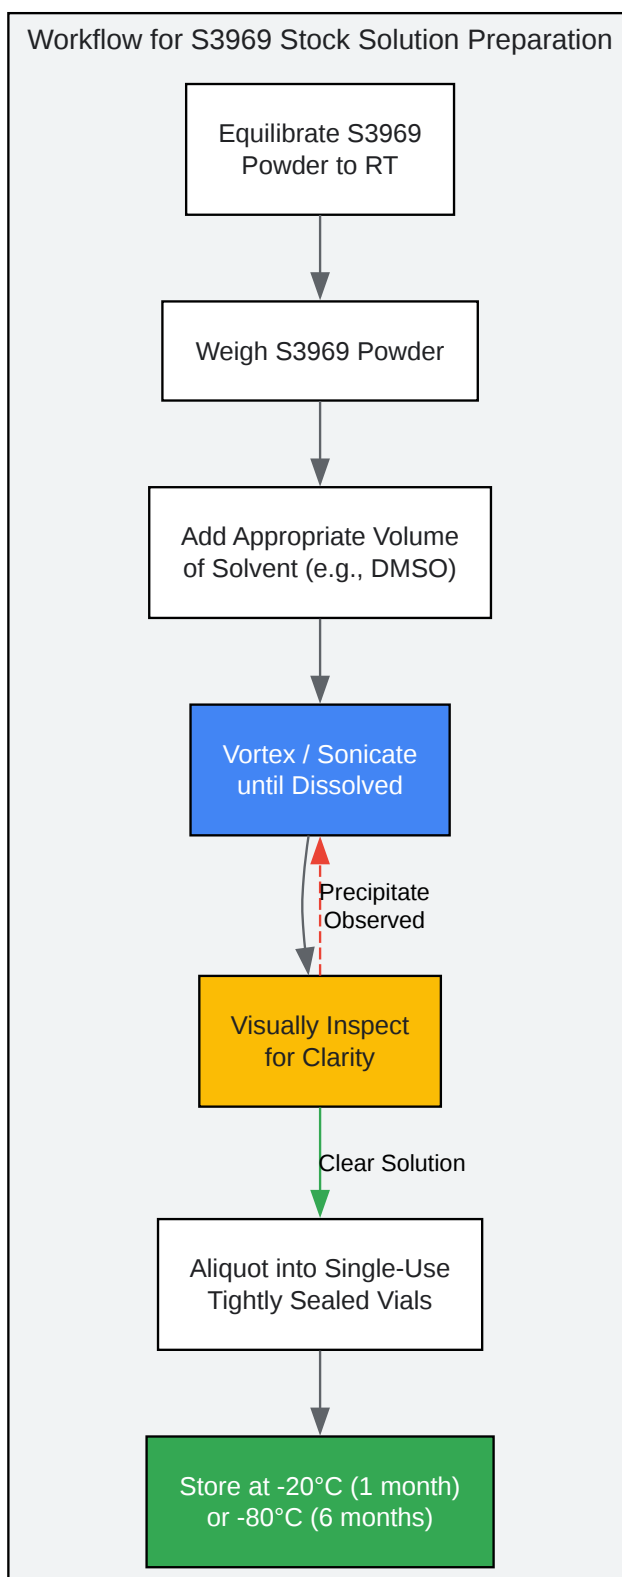 Workflow for S3969 Stock Solution Preparation
Equilibrate S3969
Powder to RT
Weigh S3969 Powder
Add Appropriate Volume
of Solvent (e.g., DMSO)
Vortex / Sonicate
until Dissolved
Precipitate
Observed
Visually Inspect
for Clarity
Clear Solution
Aliquot into Single-Use
Tightly Sealed Vials
Store at -20°C (1 month)
or -80°C (6 months)